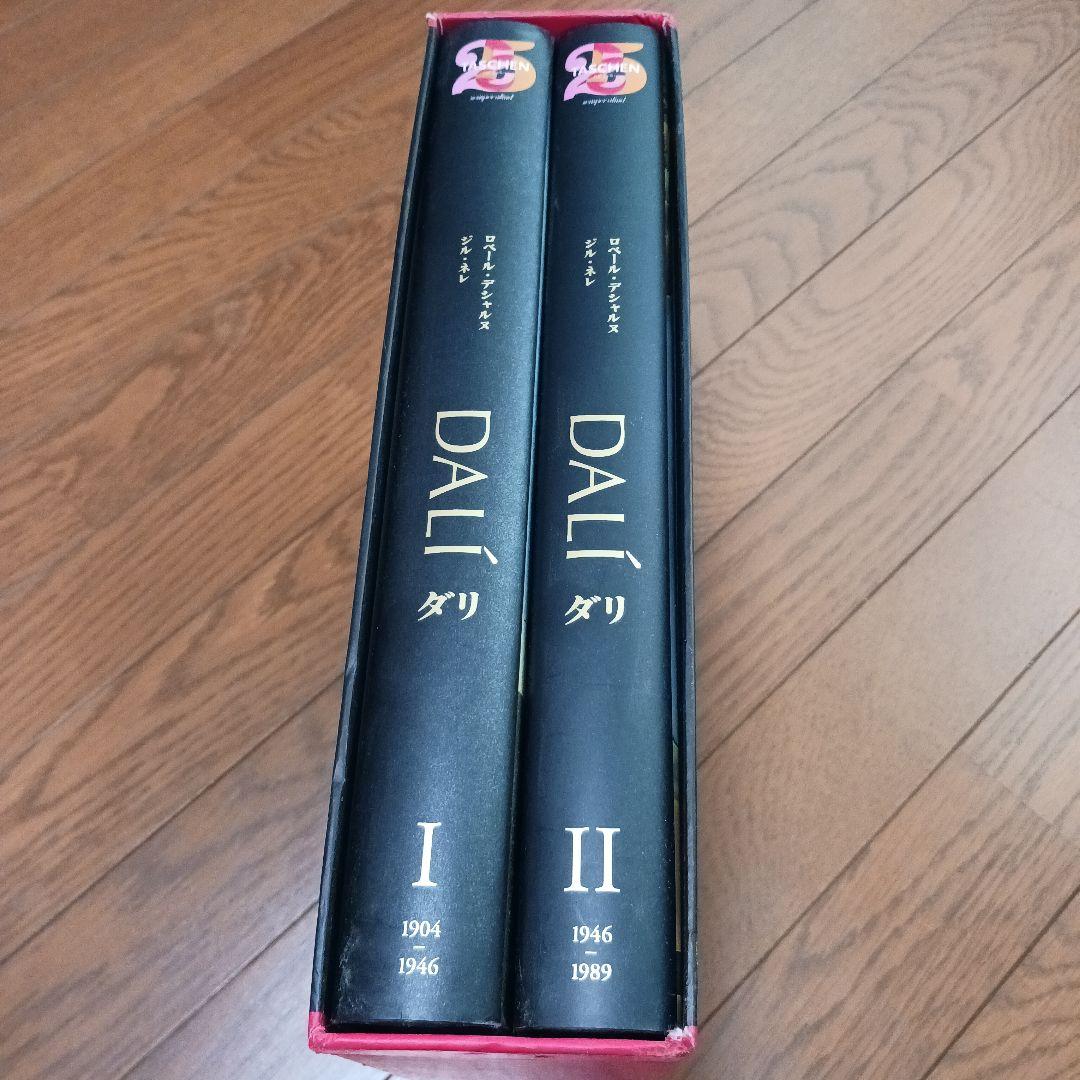 25
TASCHEN
ロベール・デシャルヌ
ジル・ネレ
DALÍ
ダリ
I
1904
–
1946
25
TASCHEN
ロベール・デシャルヌ
ジル・ネレ
DALÍ
ダリ
II
1946
–
1989